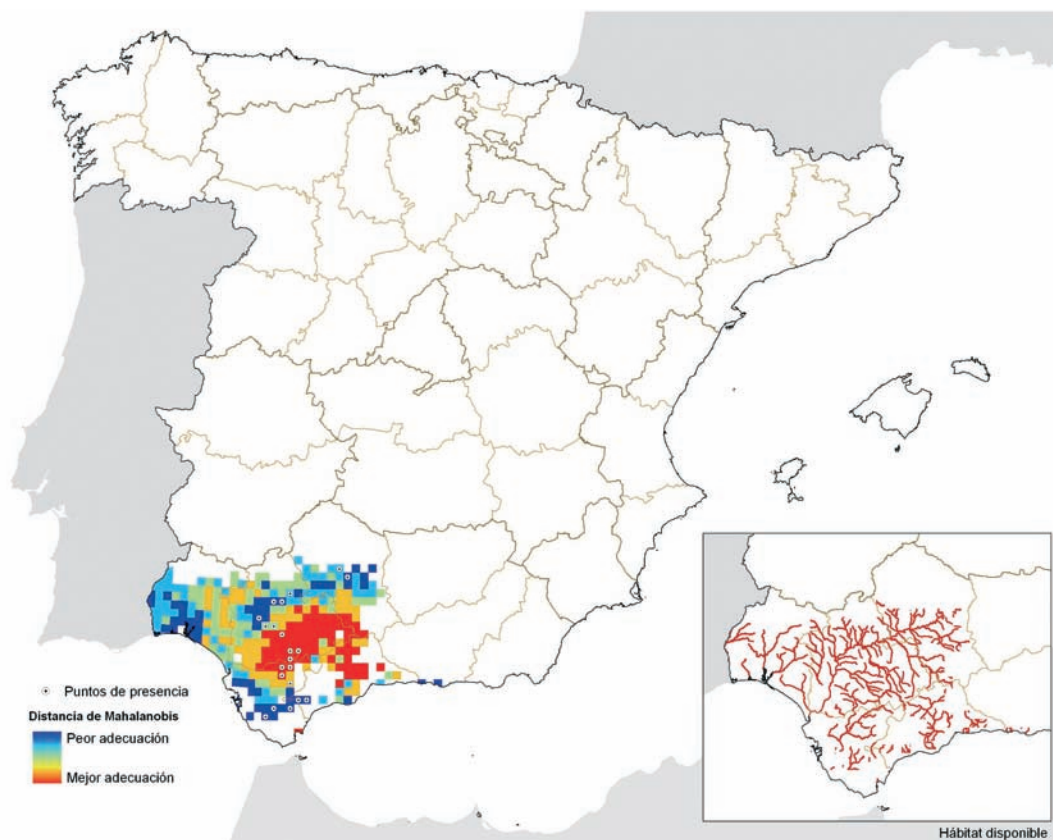 Puntos de presencia
Distancia de Mahalanobis
Peor adecuación
Mejor adecuación
Hábitat disponible